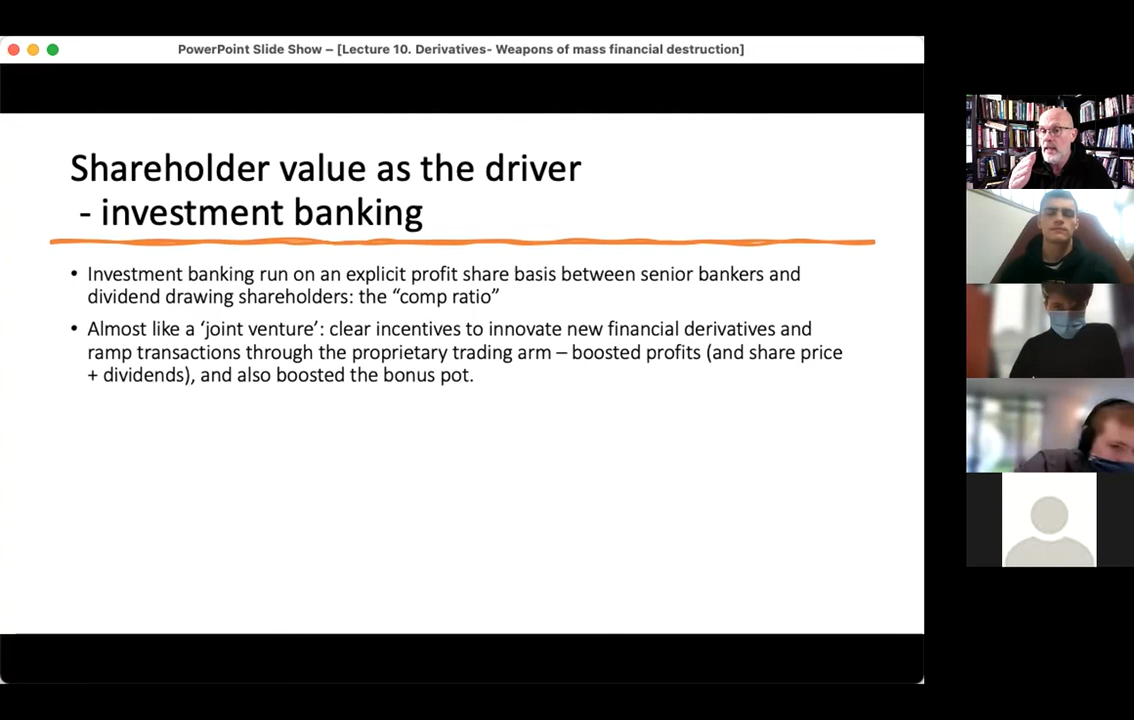 PowerPoint Slide Show – [Lecture 10. Derivatives- Weapons of mass financial destruction]
Shareholder value as the driver
- investment banking
• Investment banking run on an explicit profit share basis between senior bankers and
dividend drawing shareholders: the “comp ratio”
• Almost like a ‘joint venture’: clear incentives to innovate new financial derivatives and
ramp transactions through the proprietary trading arm – boosted profits (and share price
+ dividends), and also boosted the bonus pot.